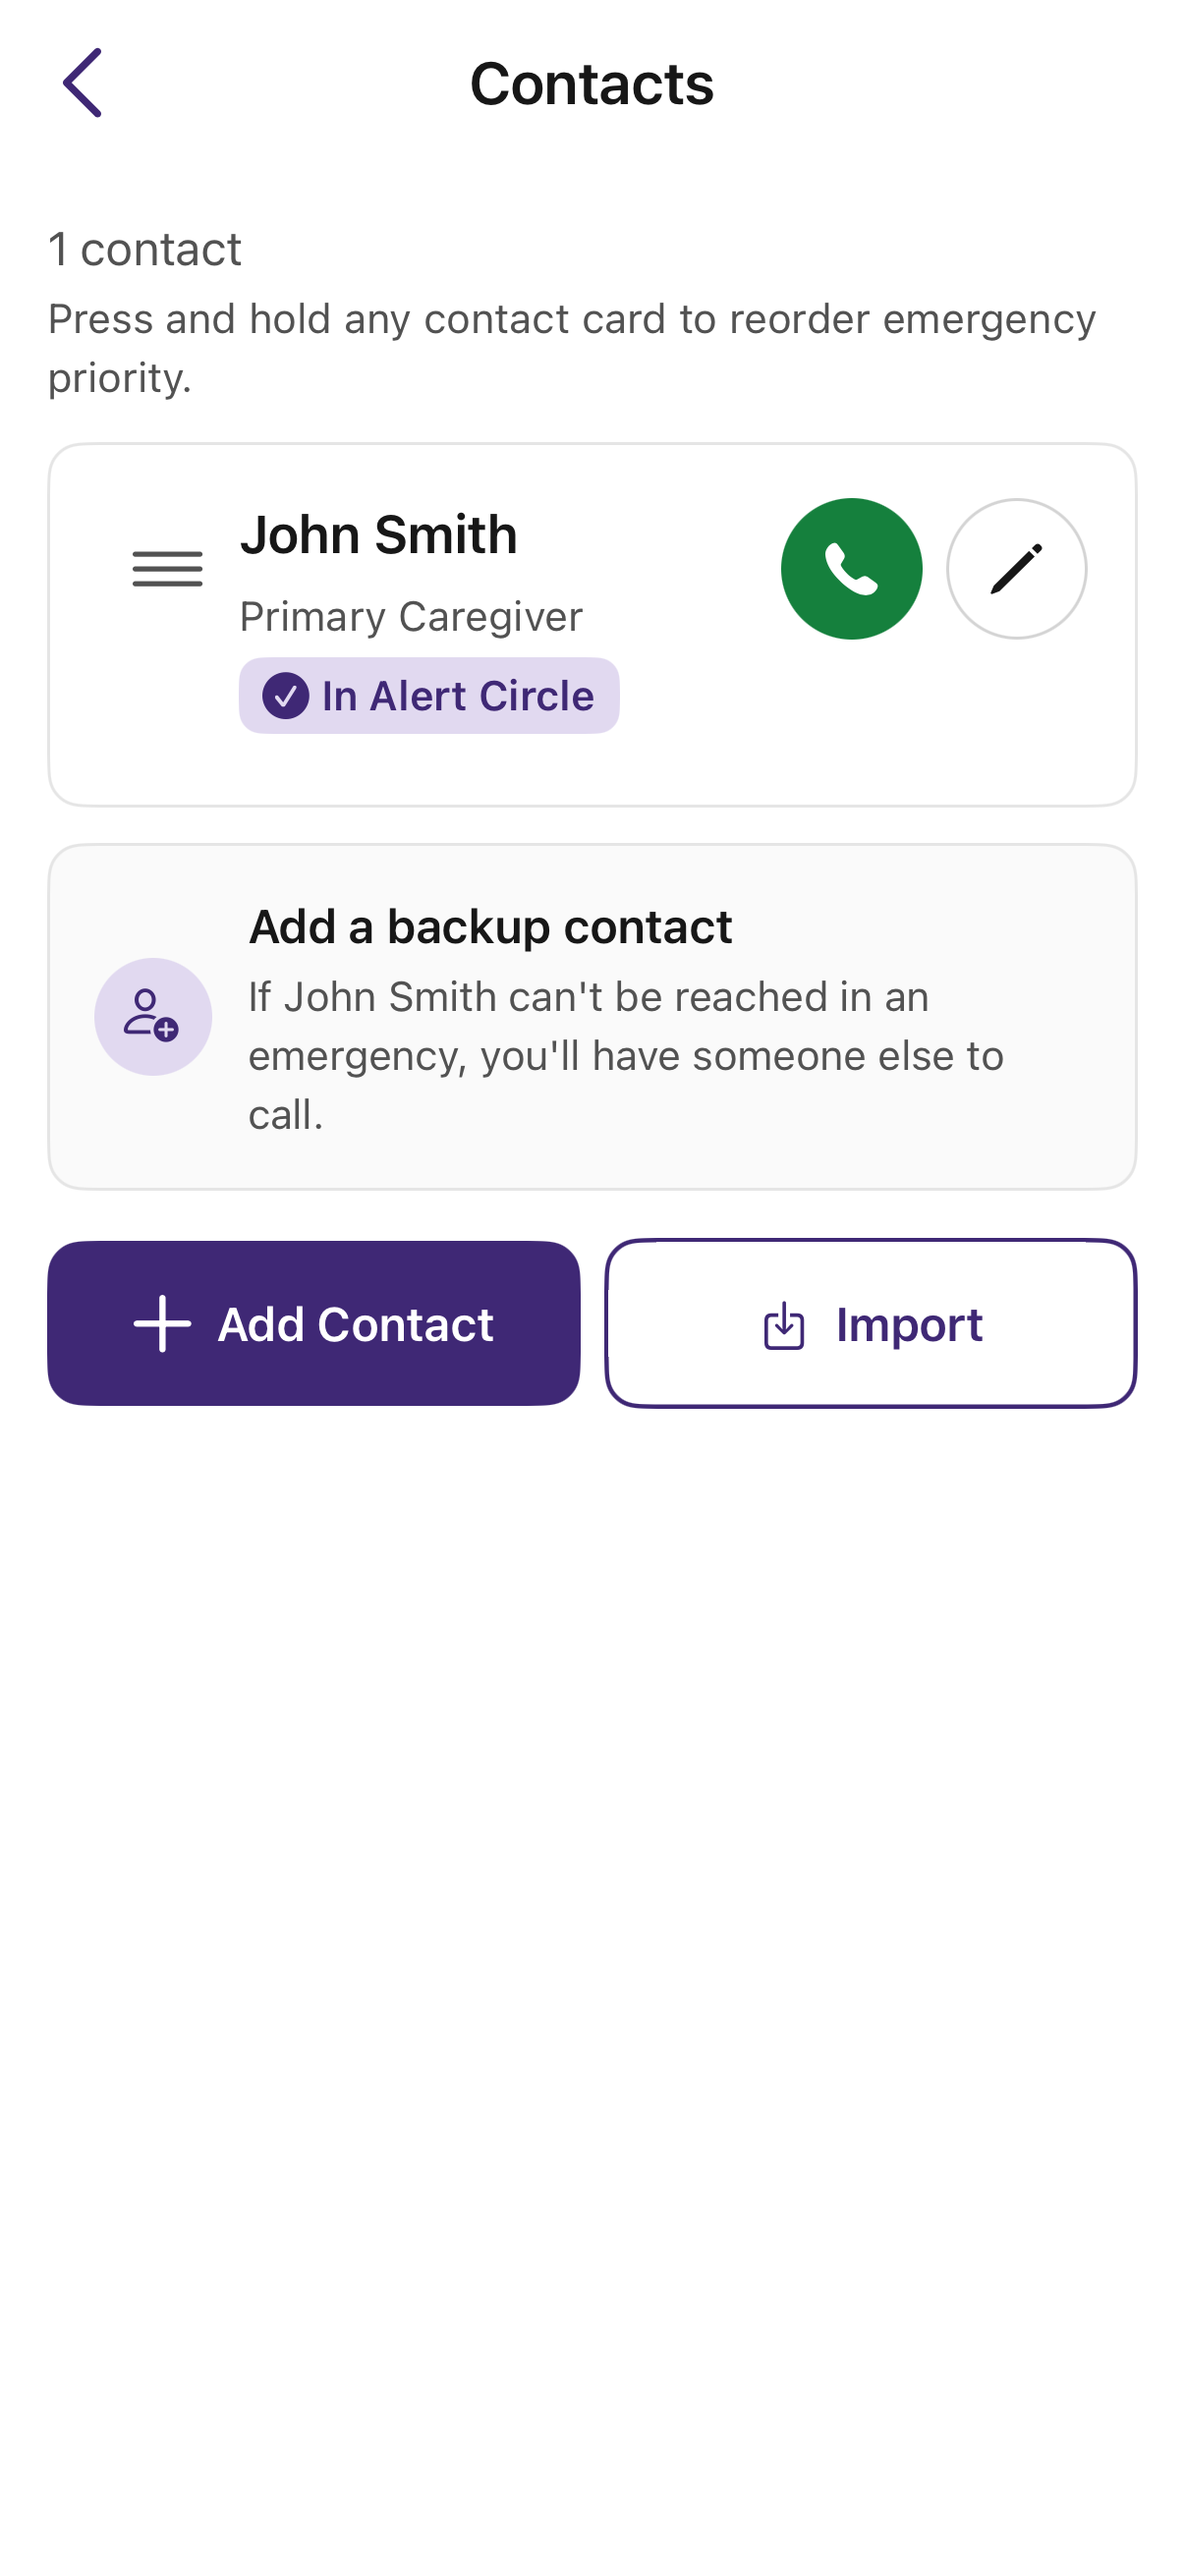 Contacts
1 contact
Press and hold any contact card to reorder emergency
priority.
John Smith
Primary Caregiver
In Alert Circle
Add a backup contact
If John Smith can't be reached in an
emergency, you'll have someone else to
call.
Add Contact
Import